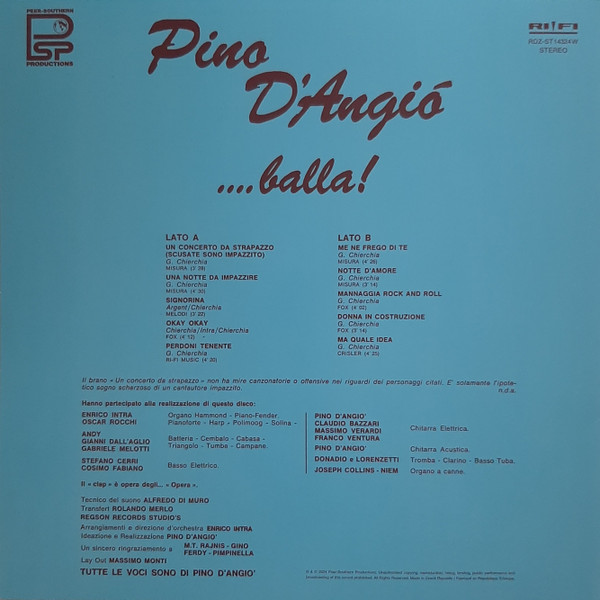 PEER-SOUTHERN
PSP
PRODUCTIONS
RI-FI
RDZ-ST 14324-W
STEREO
Pino
D'Angió
....balla!
LATO A
UN CONCERTO DA STRAPAZZO
(SCUSATE SONO IMPAZZITO)
G. Chierchia
MISURA (3'28)
UNA NOTTE DA IMPAZZIRE
G. Chierchia
MISURA (4'30)
SIGNORINA
Argent/Chierchia
MELODI (3'22)
OKAY OKAY
Chierchia/Intra/Chierchia
FOX (4'12)
PERDONI TENENTE
G. Chierchia
RI-FI MUSIC (4'30)
LATO B
ME NE FREGO DI TE
G. Chierchia
MISURA (4'26)
NOTTE D'AMORE
G. Chierchia
MISURA (3'14)
MANNAGGIA ROCK AND ROLL
G. Chierchia
FOX (4'02)
DONNA IN COSTRUZIONE
G. Chierchia
FOX (3'14)
MA QUALE IDEA
G. Chierchia
CRISLER (4'25)
Il brano « Un concerto da strapazzo » non ha mire canzonatorie o offensive nei riguardi dei personaggi citati. E' solamente l'ipote-
tico sogno scherzoso di un cantautore impazzito.
n.d.a.
Hanno partecipato alla realizzazione di questo disco:
ENRICO INTRA
OSCAR ROCCHI
Organo Hammond - Piano-Fender.
Pianoforte - Harp - Polimoog - Solina -
ANDY
GIANNI DALL'AGLIO
GABRIELE MELOTTI
Batteria - Cembalo - Cabasa -
Triangolo - Tumbe - Campane.
STEFANO CERRI
COSIMO FABIANO
Basso Elettrico.
PINO D'ANGIO'
CLAUDIO BAZZARI
MASSIMO VERARDI
FRANCO VENTURA
Chitarra Elettrica.
PINO D'ANGIO'
Chitarra Acustica.
DONADIO e LORENZETTI
Tromba - Clarino - Basso Tuba.
JOSEPH COLLINS - NIEM
Organo a canne.
Il « clap » è opera degli... « Opera ».
Tecnico del suono ALFREDO DI MURO
Transfert ROLANDO MERLO
REGSON RECORDS STUDIO'S
Arrangiamenti e direzione d'orchestra ENRICO INTRA
Ideazione e Realizzazione PINO D'ANGIO'
Un sincero ringraziamento a
M.T. RAJNIS - GINO
FERDY - PIMPINELLA
Lay Out MASSIMO MONTI
TUTTE LE VOCI SONO DI PINO D'ANGIO'